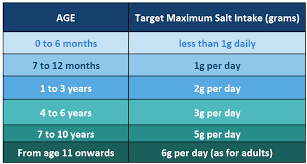 AGE Target Maximum Salt Intake (grams)
0 to 6 months less than 1g daily
7 to 12 months 1g per day
1 to 3 years 2g per day
4 to 6 years 3g per day
7 to 10 years 5g per day
From age 11 onwards 6g per day (as for adults)